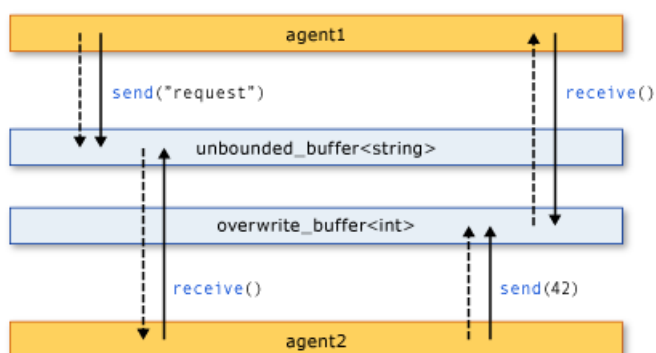 agent1
send("request")
receive()
unbounded_buffer<string>
overwrite_buffer<int>
receive()
send(42)
agent2